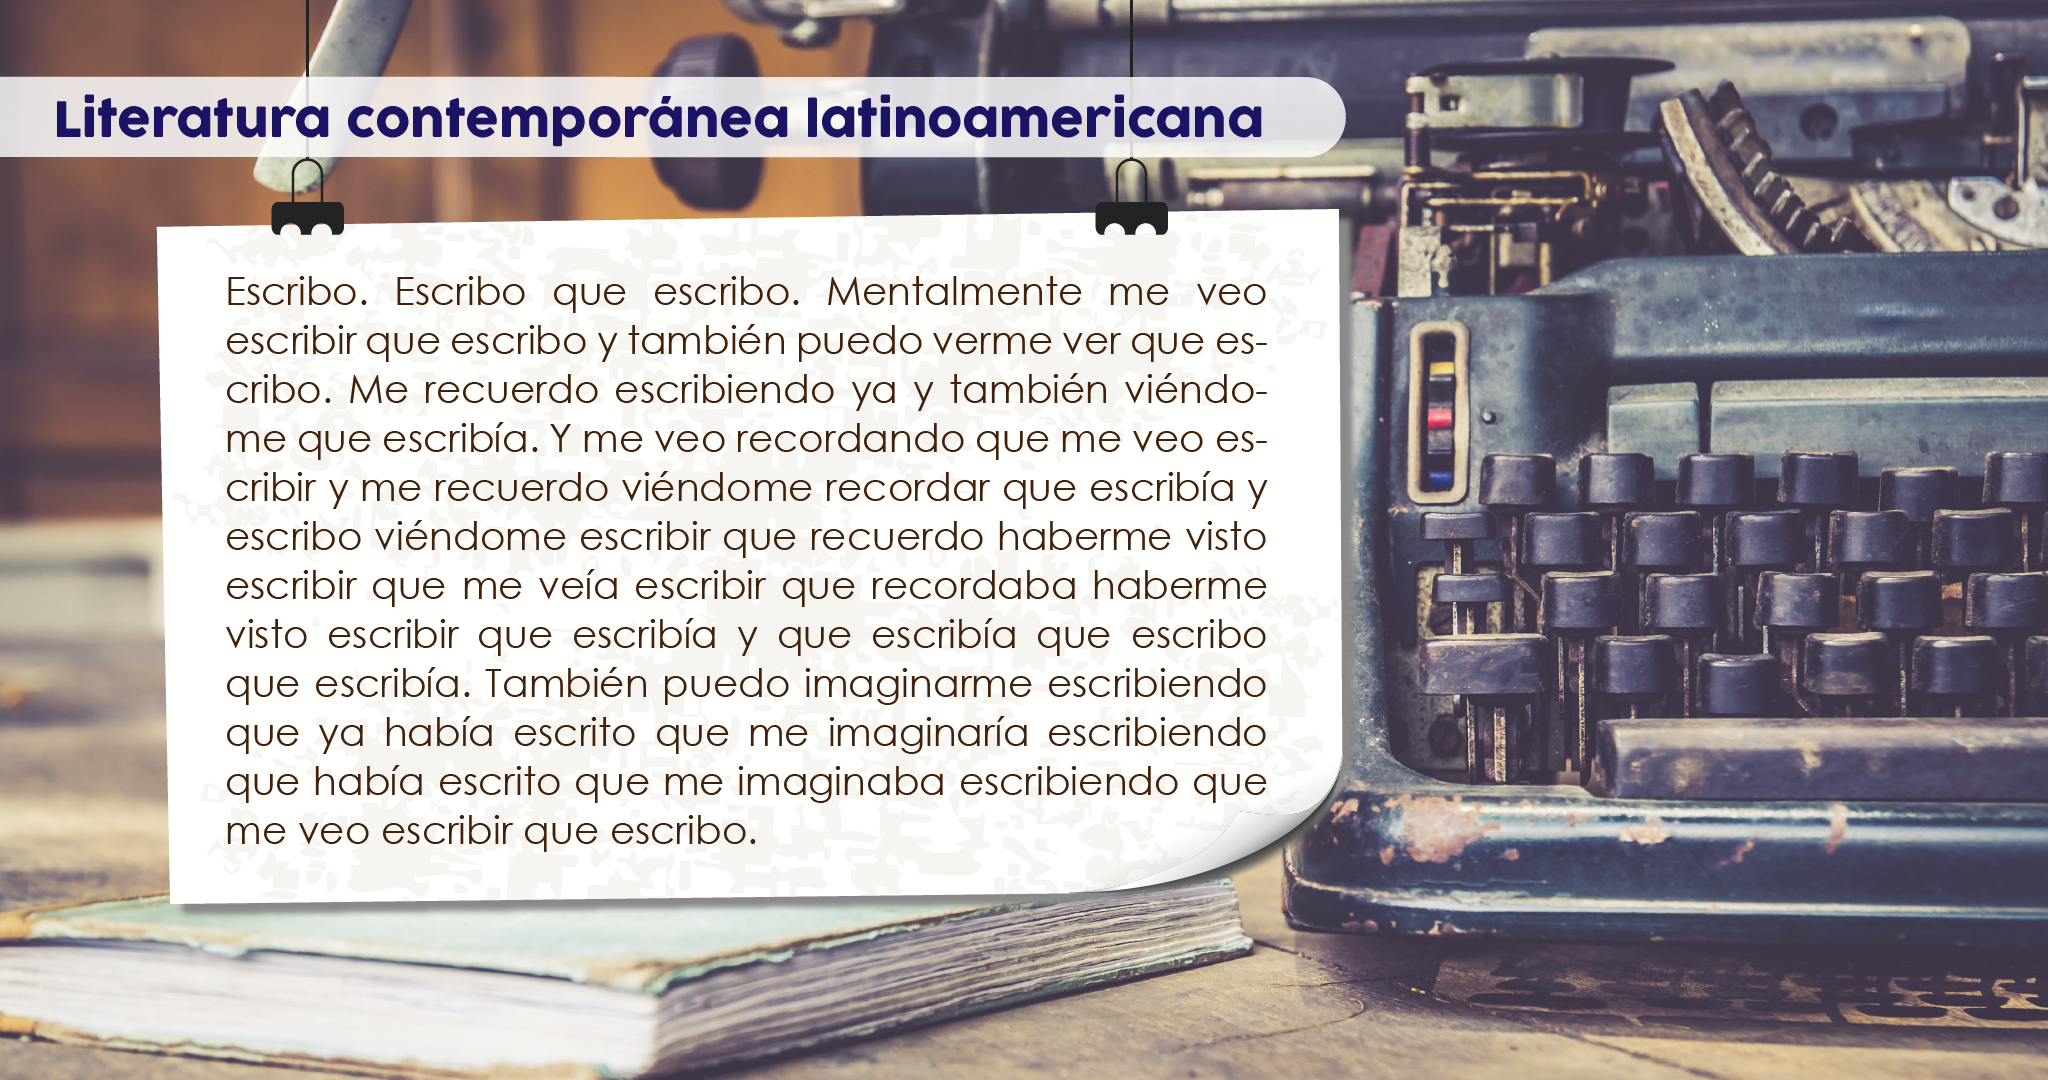 Literatura contemporánea latinoamericana
Escribo. Escribo que escribo. Mentalmente me veo
escribir que escribo y también puedo verme ver que es-
cribo. Me recuerdo escribiendo ya y también viéndo-
me que escribía. Y me veo recordando que me veo es-
cribir y me recuerdo viéndome recordar que escribía y
escribo viéndome escribir que recuerdo haberme visto
escribir que me veía escribir que recordaba haberme
visto escribir que escribía y que escribía que escribo
que escribía. También puedo imaginarme escribiendo
que ya había escrito que me imaginaría escribiendo
que había escrito que me imaginaba escribiendo que
me veo escribir que escribo.